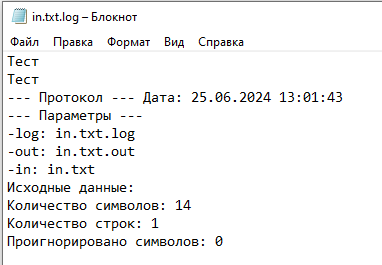 in.txt.log – Блокнот
Файл Правка Формат Вид Справка
Тест
Тест
--- Протокол --- Дата: 25.06.2024 13:01:43
--- Параметры ---
-log: in.txt.log
-out: in.txt.out
-in: in.txt
Исходные данные:
Количество символов: 14
Количество строк: 1
Проигнорировано символов: 0